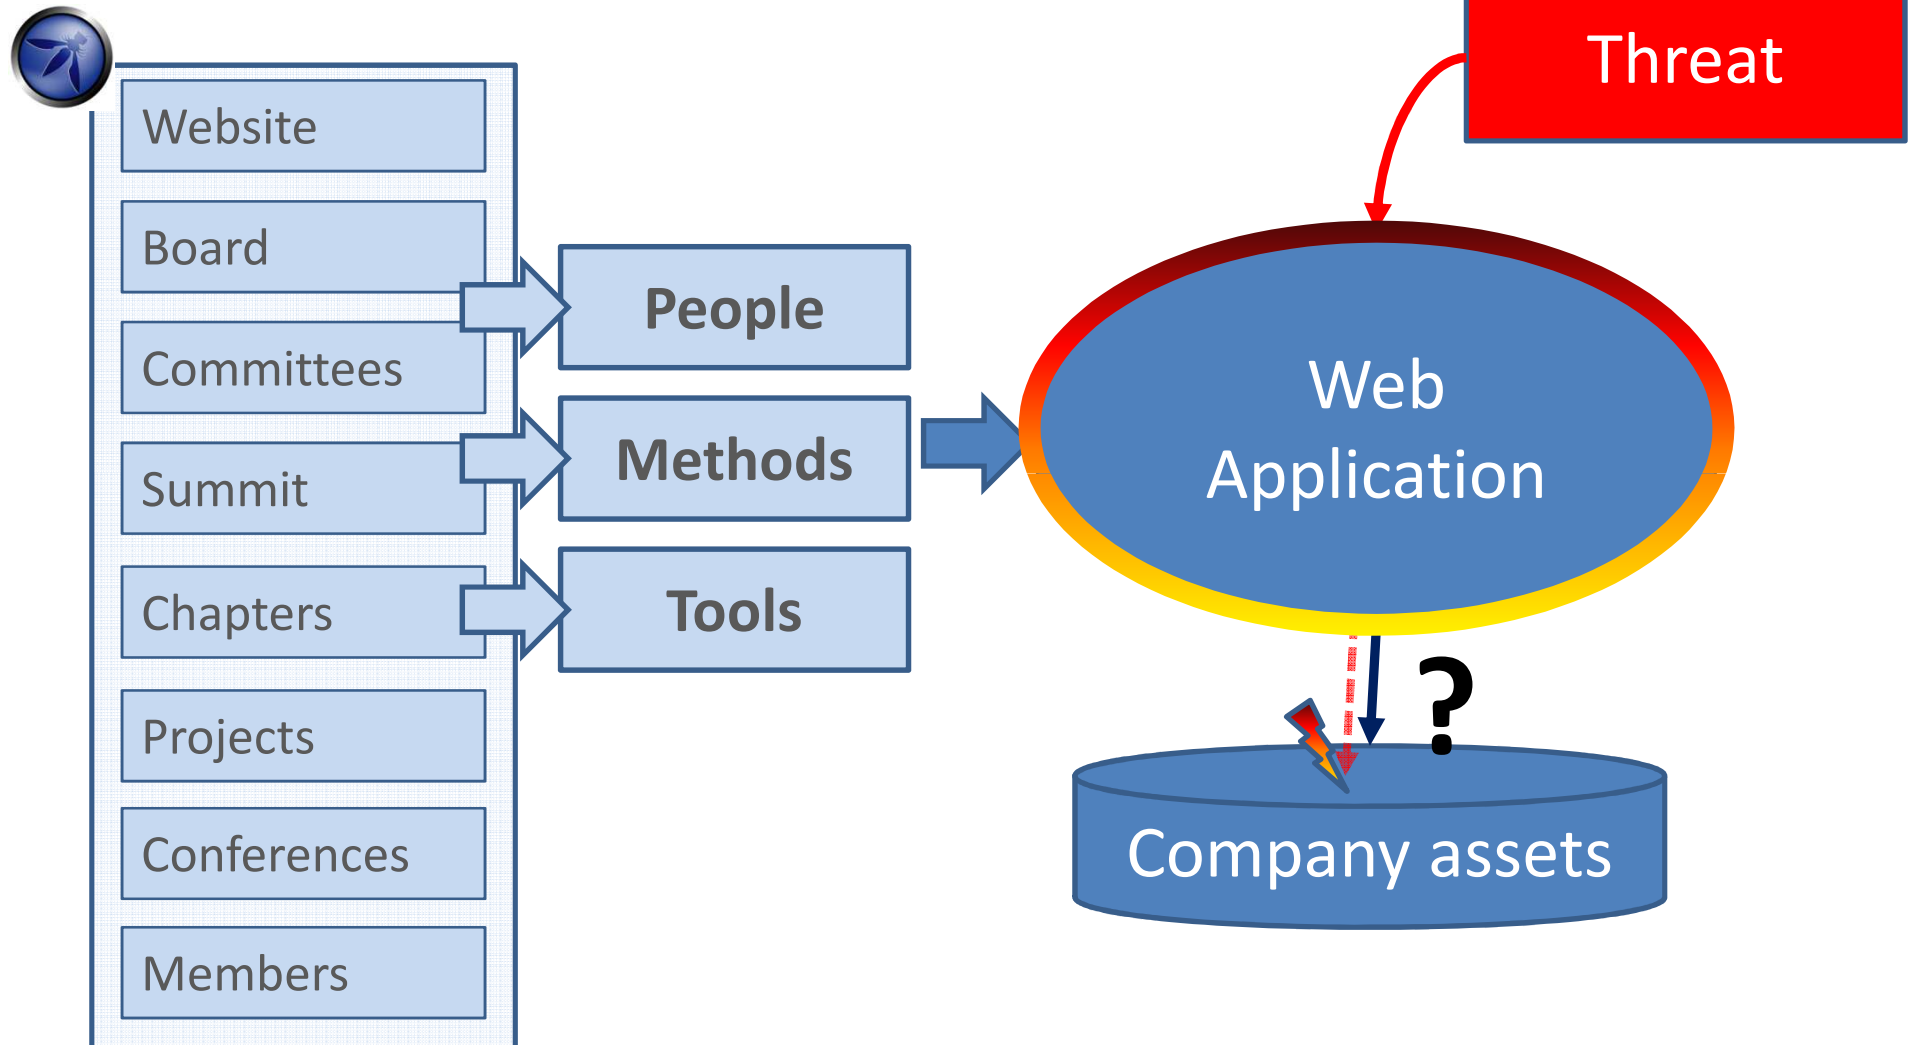 Threat
Website
Board
Committees
Summit
Chapters
Projects
Conferences
Members
People
Methods
Tools
Web
Application
?
Company assets